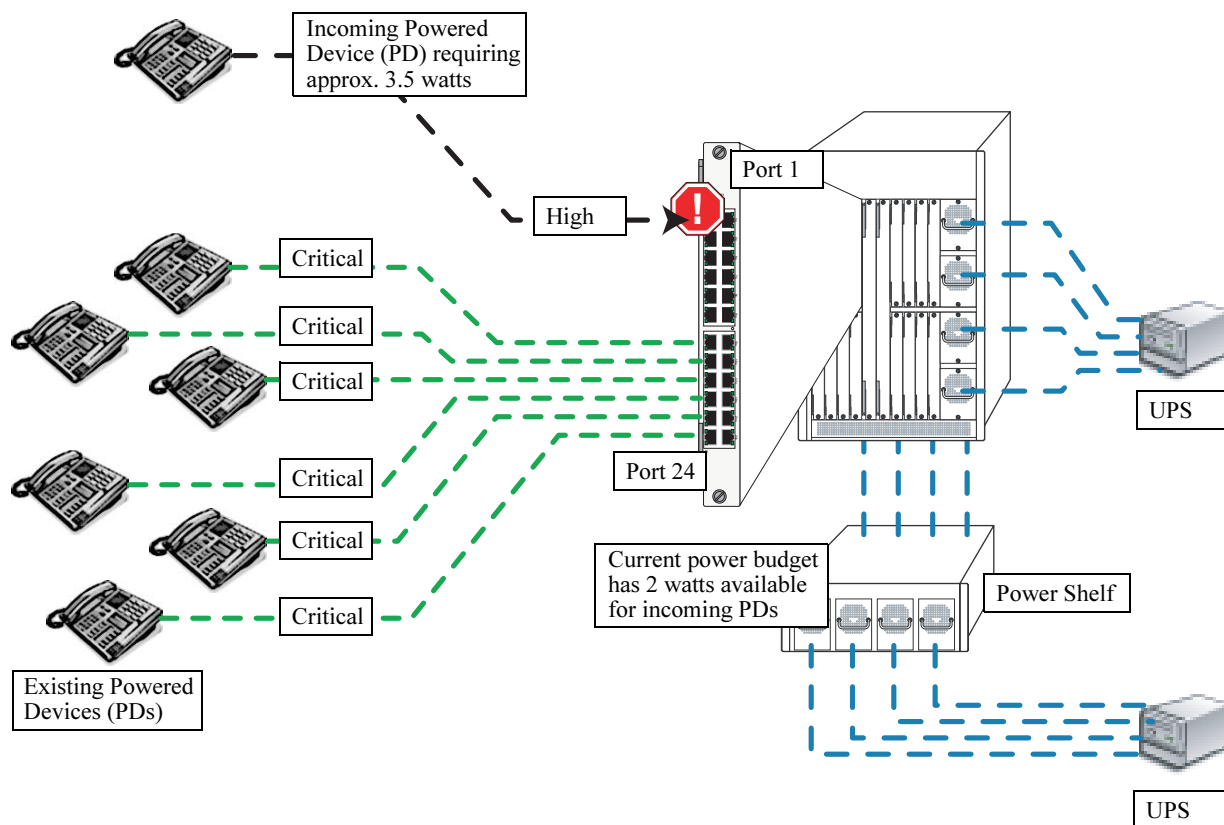 Incoming Powered
Device (PD) requiring
approx. 3.5 watts
Port 1
High
!
Critical
Critical
Critical
Critical
Critical
Critical
Port 24
UPS
Current power budget
has 2 watts available
for incoming PDs
Power Shelf
Existing Powered
Devices (PDs)
UPS